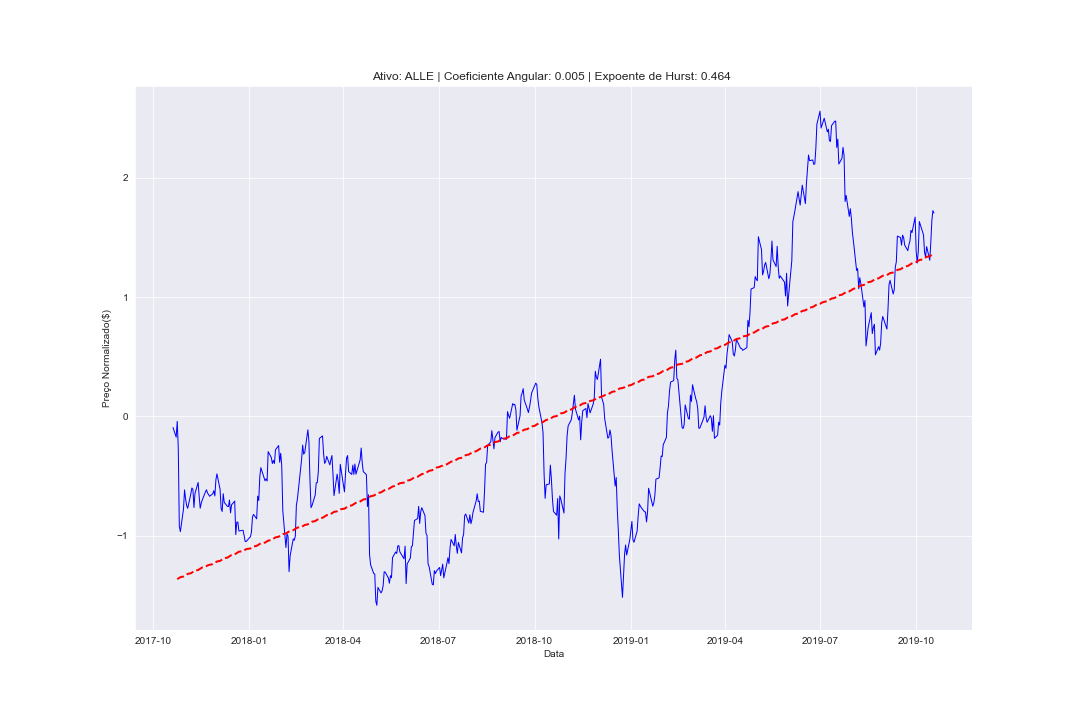 Ativo: ALLE | Coeficiente Angular: 0.005 | Expoente de Hurst: 0.464
Preço Normalizado($)
2
1
0
−1
2017-10 2018-01 2018-04 2018-07 2018-10 2019-01 2019-04 2019-07 2019-10
Data